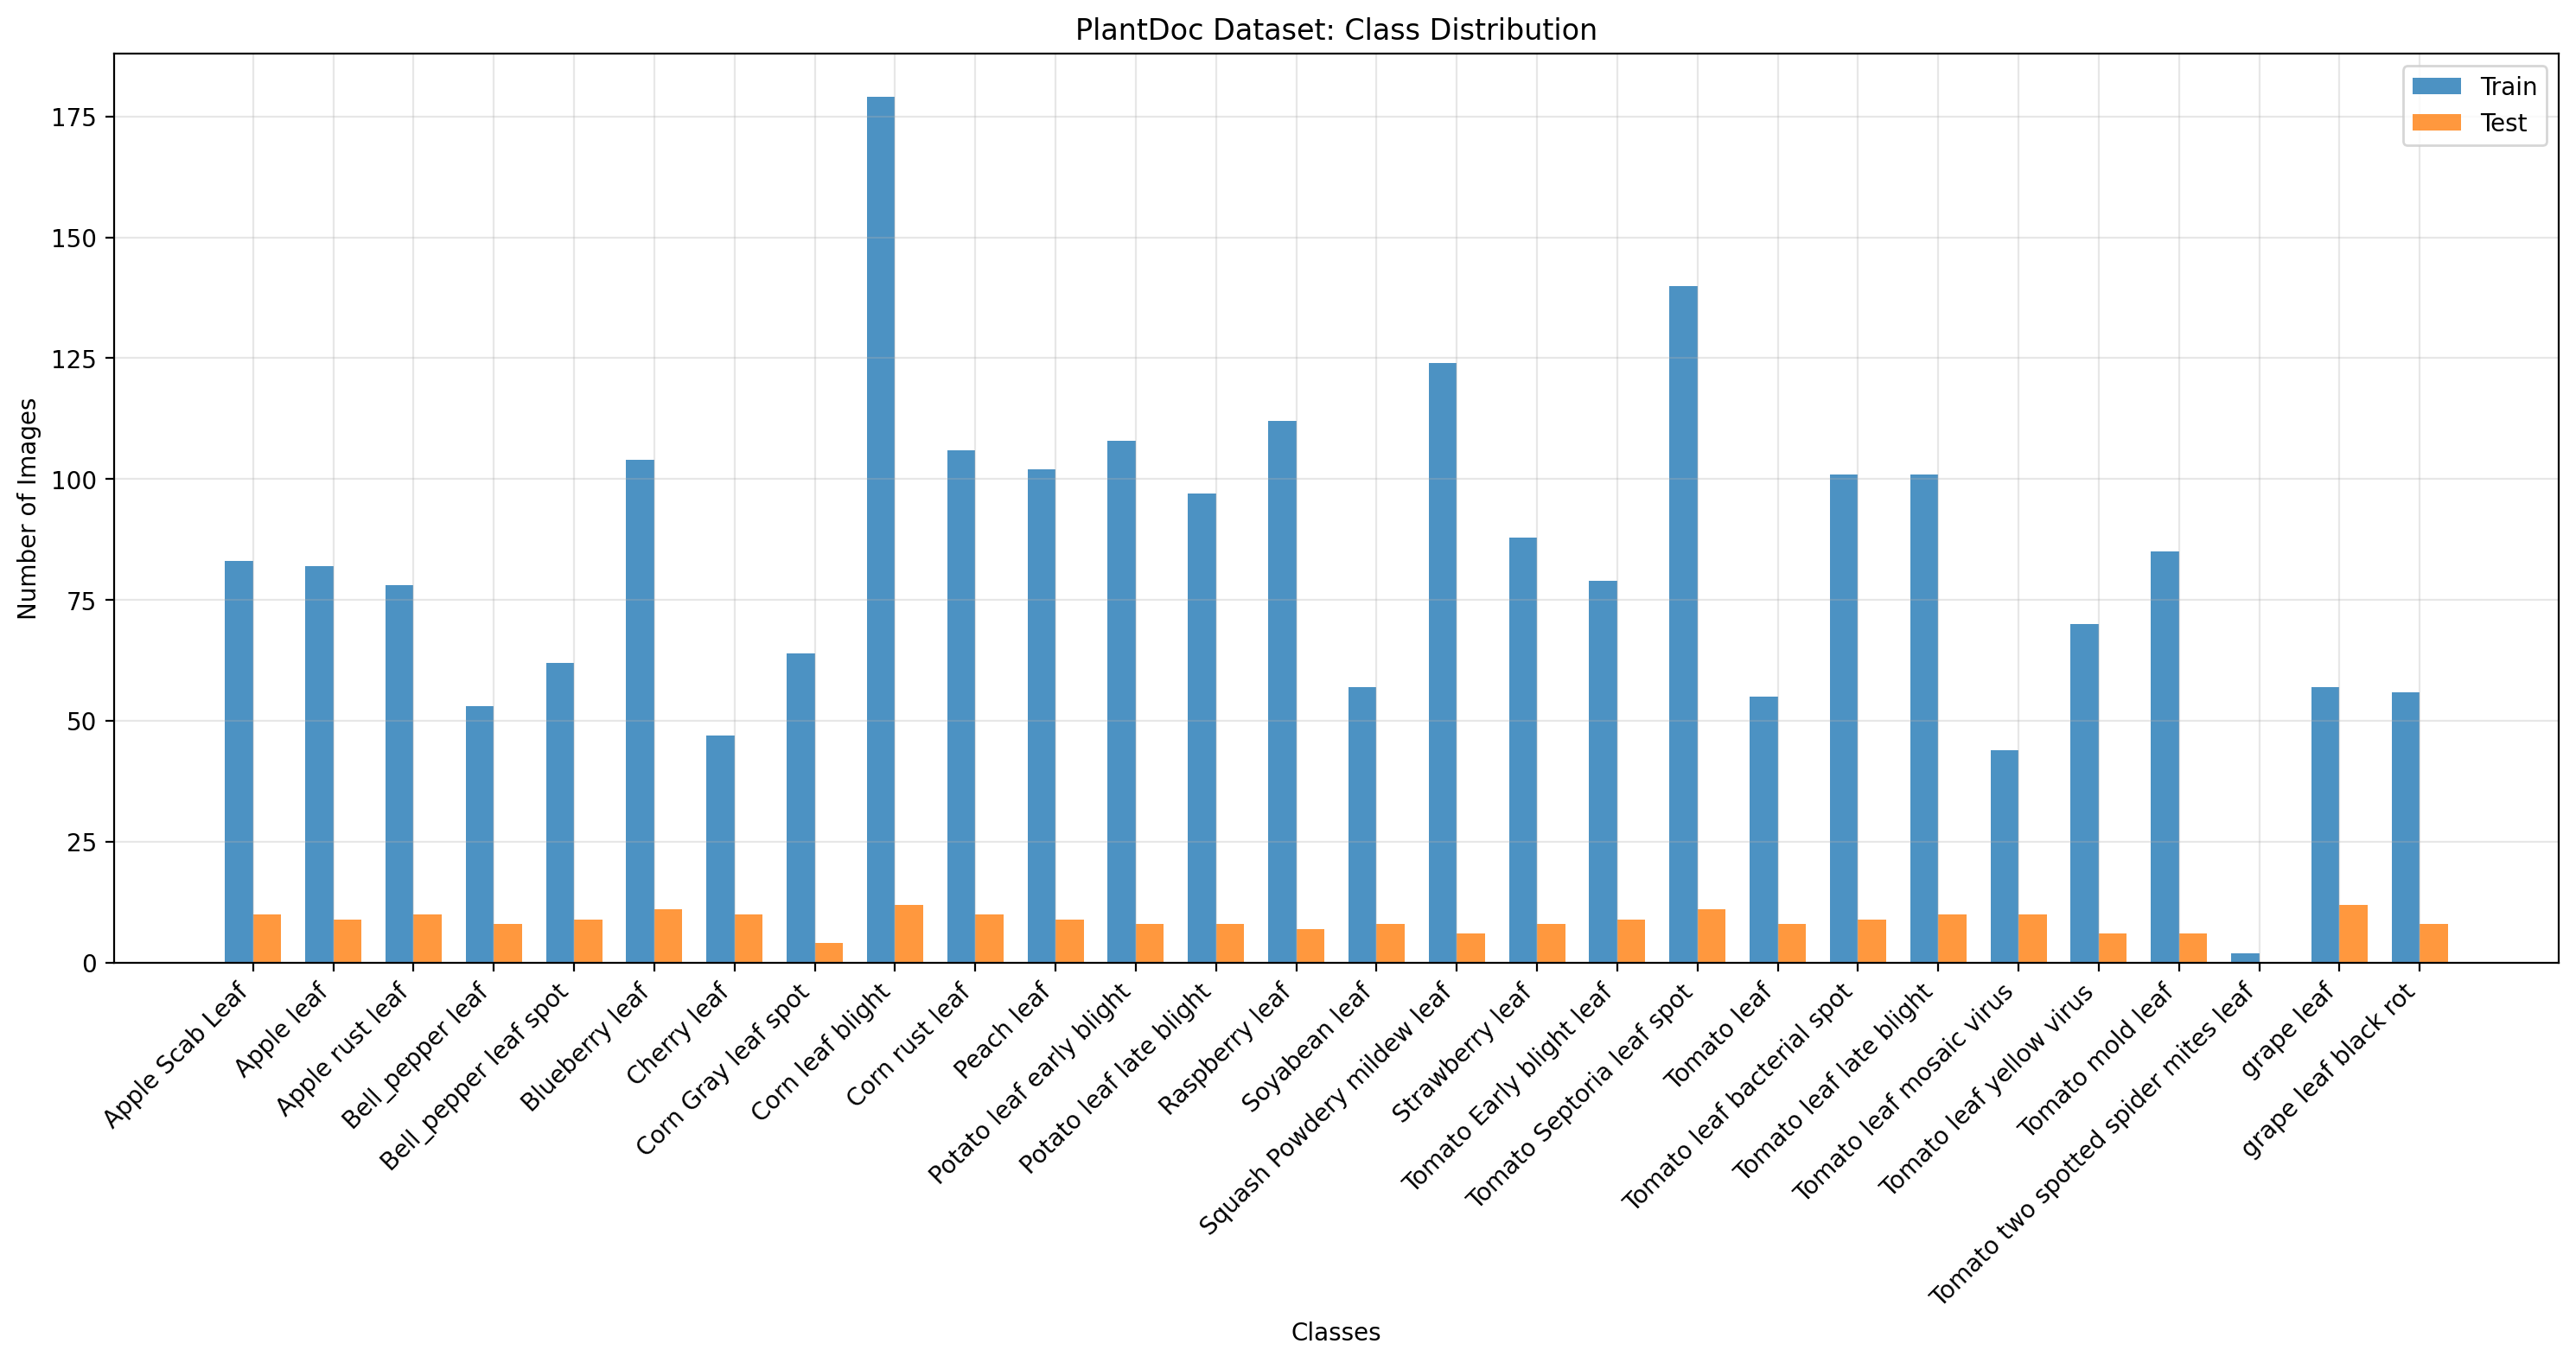 PlantDoc Dataset: Class Distribution
Train
Test
Number of Images
175
150
125
100
75
50
25
0
Apple Scab Leaf
Apple leaf
Apple rust leaf
Bell_pepper leaf
Bell_pepper leaf spot
Blueberry leaf
Cherry leaf
Corn Gray leaf spot
Corn leaf blight
Corn rust leaf
Peach leaf
Potato leaf early blight
Potato leaf late blight
Raspberry leaf
Soyabean leaf
Squash Powdery mildew leaf
Strawberry leaf
Tomato Early blight leaf
Tomato Septoria leaf spot
Tomato leaf
Tomato leaf bacterial spot
Tomato leaf late blight
Tomato leaf mosaic virus
Tomato leaf yellow virus
Tomato mold leaf
Tomato two spotted spider mites leaf
grape leaf
grape leaf black rot
Classes